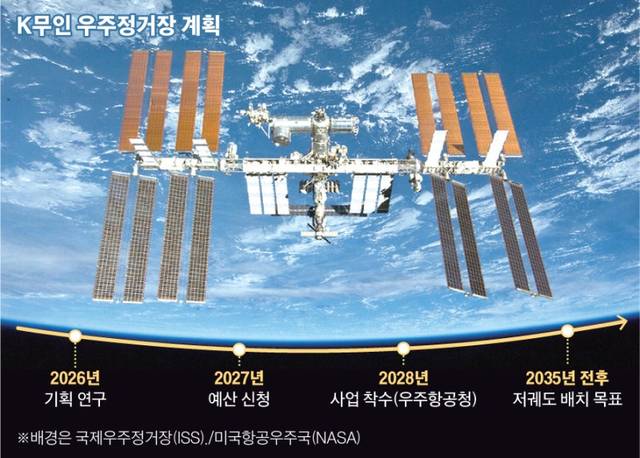 K무인 우주정거장 계획
2026년
기획 연구
2027년
예산 신청
2028년
사업 착수(우주항공청)
2035년 전후
저궤도 배치 목표
※배경은 국제우주정거장(ISS)./미국항공우주국(NASA)